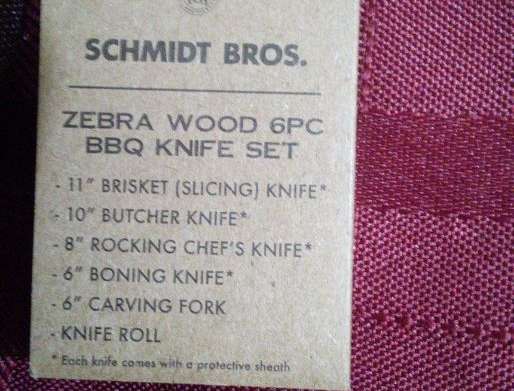 SCHMIDT BROS.
ZEBRA WOOD 6PC
BBQ KNIFE SET
- 11" BRISKET (SLICING) KNIFE*
- 10" BUTCHER KNIFE*
- 8" ROCKING CHEF'S KNIFE*
- 6" BONING KNIFE*
- 6" CARVING FORK
- KNIFE ROLL
* Each knife comes with a protective sheath